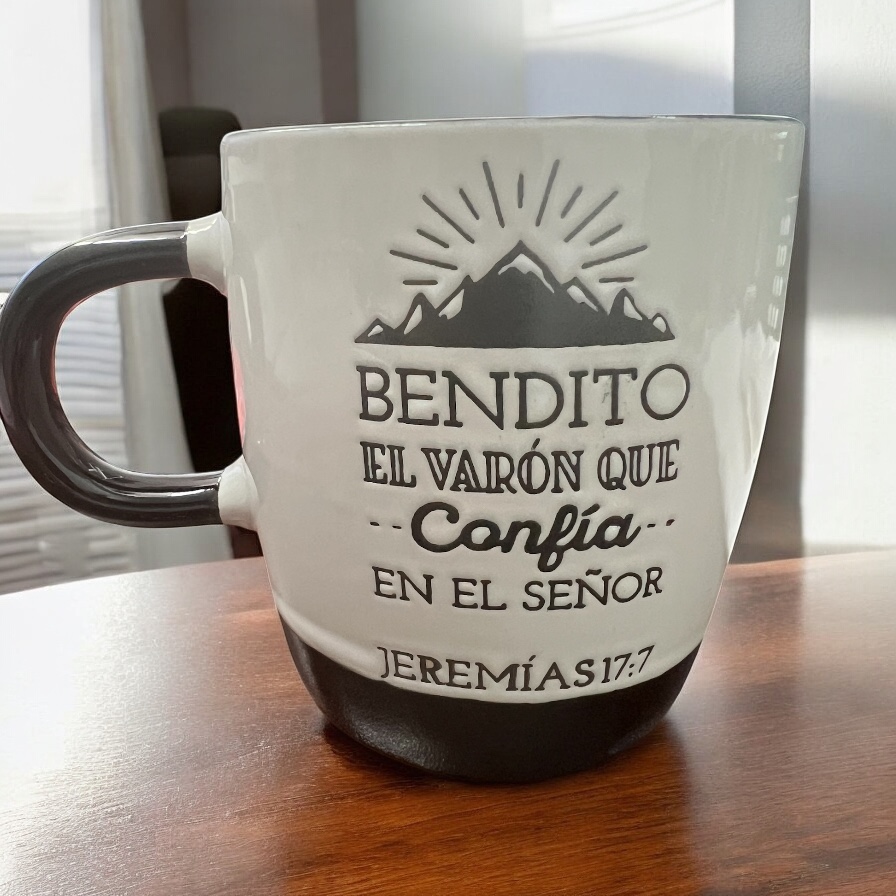 BENDITO
EL VARÓN QUE
Confía
EN EL SEÑOR
JEREMÍAS 17:7